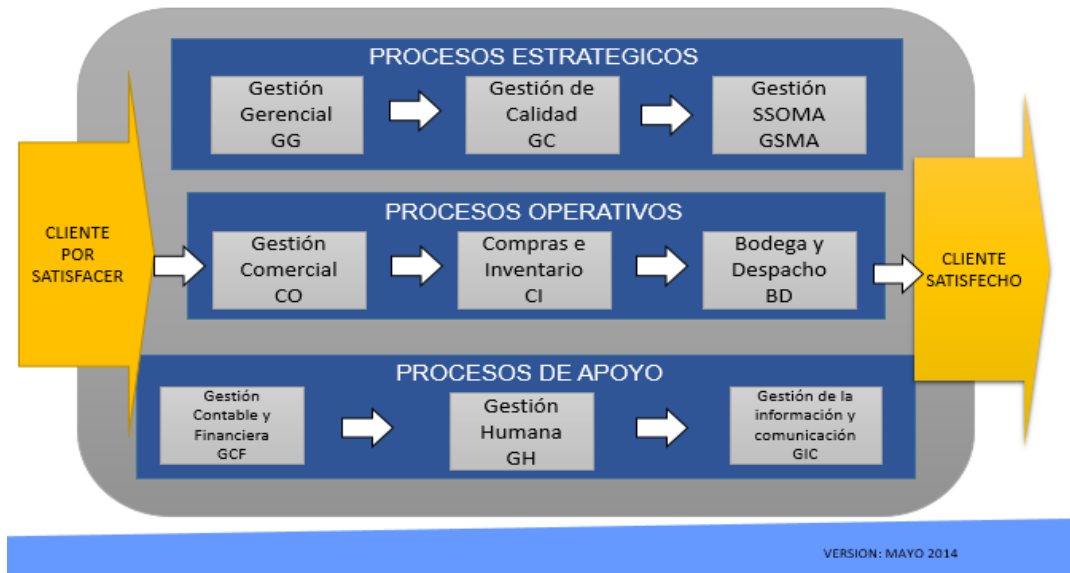 PROCESOS ESTRATEGICOS
Gestión
Gerencial
GG
Gestión de
Calidad
GC
Gestión
SSOMA
GSMA
CLIENTE
POR
SATISFACER
PROCESOS OPERATIVOS
Gestión
Comercial
CO
Compras e
Inventario
CI
Bodega y
Despacho
BD
CLIENTE
SATISFECHO
PROCESOS DE APOYO
Gestión
Contable y
Financiera
GCF
Gestión
Humana
GH
Gestión de la
información y
comunicación
GIC
VERSION: MAYO 2014